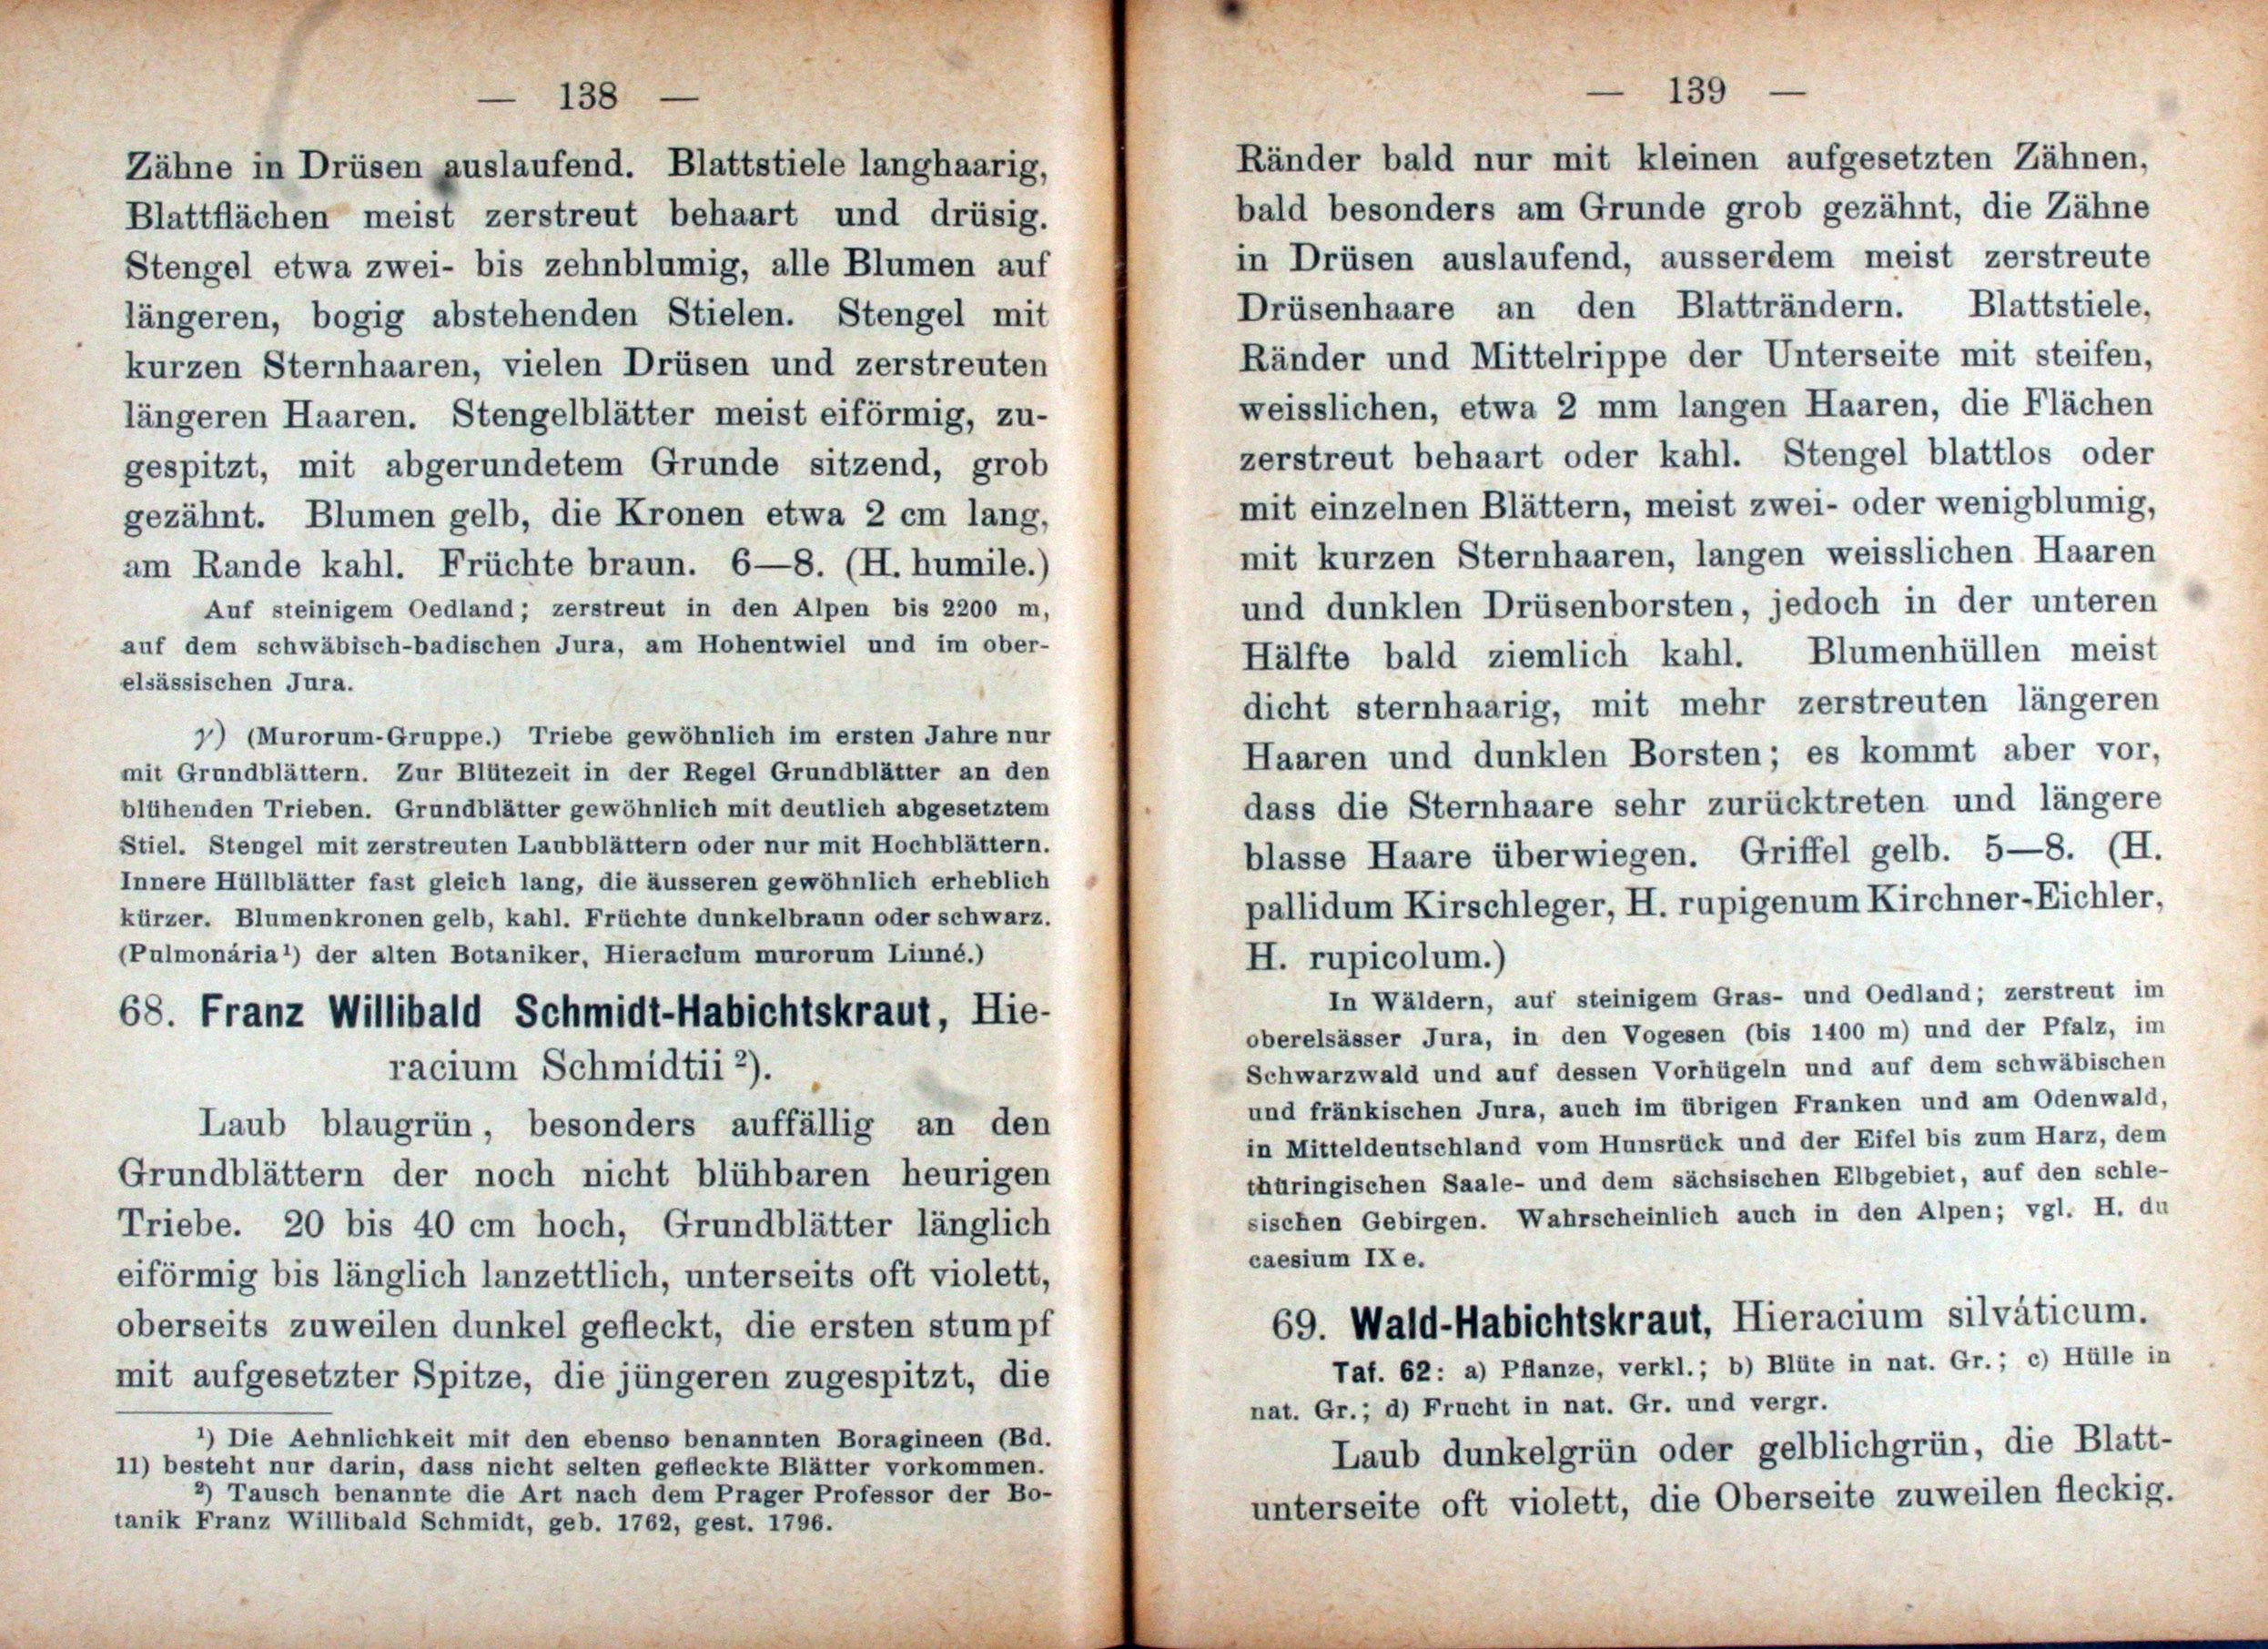 — 138 —
Zähne in Drüsen auslaufend. Blattstiele langhaarig,
Blattflächen meist zerstreut behaart und drüsig.
Stengel etwa zwei- bis zehnblumig, alle Blumen auf
längeren, bogig abstehenden Stielen. Stengel mit
kurzen Sternhaaren, vielen Drüsen und zerstreuten
längeren Haaren. Stengelblätter meist eiförmig, zu-
gespitzt, mit abgerundetem Grunde sitzend, grob
gezähnt. Blumen gelb, die Kronen etwa 2 cm lang,
am Rande kahl. Früchte braun. 6—8. (H. humile.)
Auf steinigem Oedland; zerstreut in den Alpen bis 2200 m,
auf dem schwäbisch-badischen Jura, am Hohentwiel und im ober-
elsässischen Jura.
γ) (Murorum-Gruppe.) Triebe gewöhnlich im ersten Jahre nur
mit Grundblättern. Zur Blütezeit in der Regel Grundblätter an den
blühenden Trieben. Grundblätter gewöhnlich mit deutlich abgesetztem
Stiel. Stengel mit zerstreuten Laubblättern oder nur mit Hochblättern.
Innere Hüllblätter fast gleich lang, die äusseren gewöhnlich erheblich
kürzer. Blumenkronen gelb, kahl. Früchte dunkelbraun oder schwarz.
(Pulmonária¹) der alten Botaniker, Hieracium murorum Linné.)
68. Franz Willibald Schmidt-Habichtskraut, Hie-
racium Schmidtii ²).
Laub blaugrün, besonders auffällig an den
Grundblättern der noch nicht blühbaren heurigen
Triebe. 20 bis 40 cm hoch, Grundblätter länglich
eiförmig bis länglich lanzettlich, unterseits oft violett,
oberseits zuweilen dunkel gefleckt, die ersten stumpf
mit aufgesetzter Spitze, die jüngeren zugespitzt, die
¹) Die Aehnlichkeit mit den ebenso benannten Boragineen (Bd.
11) besteht nur darin, dass nicht selten gefleckte Blätter vorkommen.
²) Tausch benannte die Art nach dem Prager Professor der Bo-
tanik Franz Willibald Schmidt, geb. 1762, gest. 1796.
— 139 —
Ränder bald nur mit kleinen aufgesetzten Zähnen,
bald besonders am Grunde grob gezähnt, die Zähne
in Drüsen auslaufend, ausserdem meist zerstreute
Drüsenhaare an den Blatträndern. Blattstiele,
Ränder und Mittelrippe der Unterseite mit steifen,
weisslichen, etwa 2 mm langen Haaren, die Flächen
zerstreut behaart oder kahl. Stengel blattlos oder
mit einzelnen Blättern, meist zwei- oder wenigblumig,
mit kurzen Sternhaaren, langen weisslichen Haaren
und dunklen Drüsenborsten, jedoch in der unteren
Hälfte bald ziemlich kahl. Blumenhüllen meist
dicht sternhaarig, mit mehr zerstreuten längeren
Haaren und dunklen Borsten; es kommt aber vor,
dass die Sternhaare sehr zurücktreten und längere
blasse Haare überwiegen. Griffel gelb. 5—8. (H.
pallidum Kirschleger, H. rupigenum Kirchner-Eichler,
H. rupicolum.)
In Wäldern, auf steinigem Gras- und Oedland; zerstreut im
oberelsässer Jura, in den Vogesen (bis 1400 m) und der Pfalz, im
Schwarzwald und auf dessen Vorhügeln und auf dem schwäbischen
und fränkischen Jura, auch im übrigen Franken und am Odenwald,
in Mitteldeutschland vom Hunsrück und der Eifel bis zum Harz, dem
thüringischen Saale- und dem sächsischen Elbgebiet, auf den schle-
sischen Gebirgen. Wahrscheinlich auch in den Alpen; vgl. H. du
caesium IX e.
69. Wald-Habichtskraut, Hieracium silváticum.
Taf. 62: a) Pflanze, verkl.; b) Blüte in nat. Gr.; c) Hülle in
nat. Gr.; d) Frucht in nat. Gr. und vergr.
Laub dunkelgrün oder gelblichgrün, die Blatt-
unterseite oft violett, die Oberseite zuweilen fleckig.